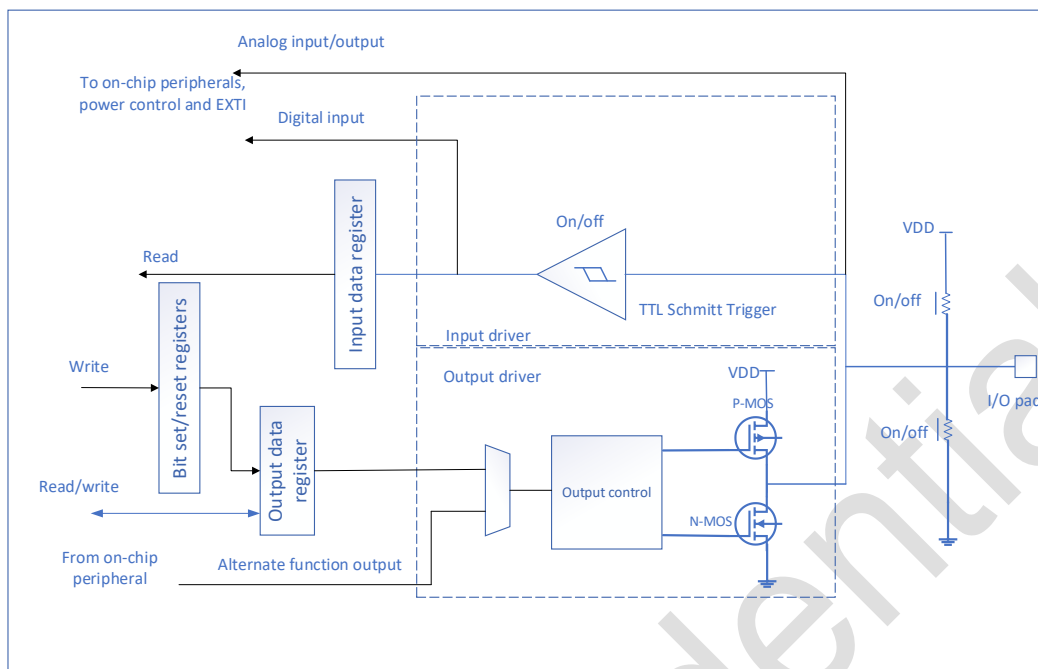 Analog input/output
To on-chip peripherals,
power control and EXTI
Digital input
On/off
VDD
Read
Input data register
TTL Schmitt Trigger
On/off
Input driver
Bit set/reset registers
Write
Output driver
VDD
P-MOS
I/O pad
On/off
Output data
register
Output control
Read/write
N-MOS
From on-chip
peripheral
Alternate function output